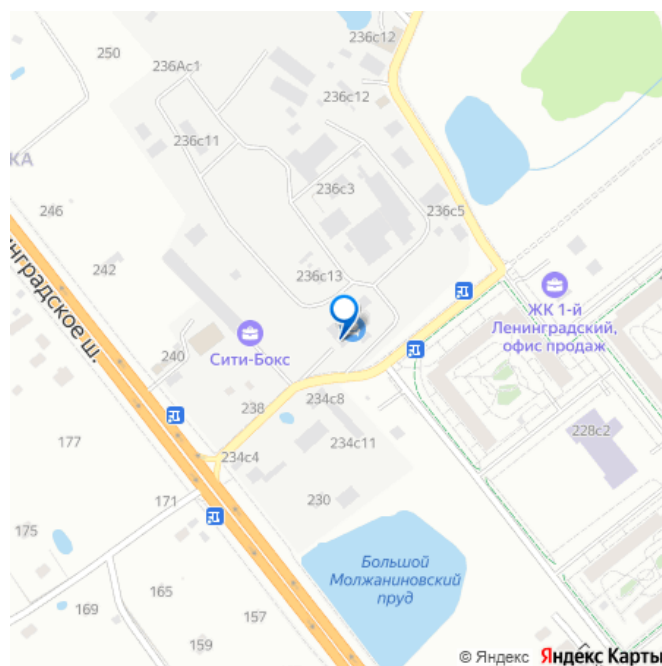 236с12
250
236Ас1
236с12
236с11
КА
236с3
246
236с5
242
236с13
нградское ш.
ЖК 1-й
Ленинградский,
офис продаж
Сити-Бокс
240
234с8
238
228с2
177
234с11
234с4
171
230
175
Большой
Молжаниновский
пруд
165
169
157
159
© Яндекс Яндекс Карты